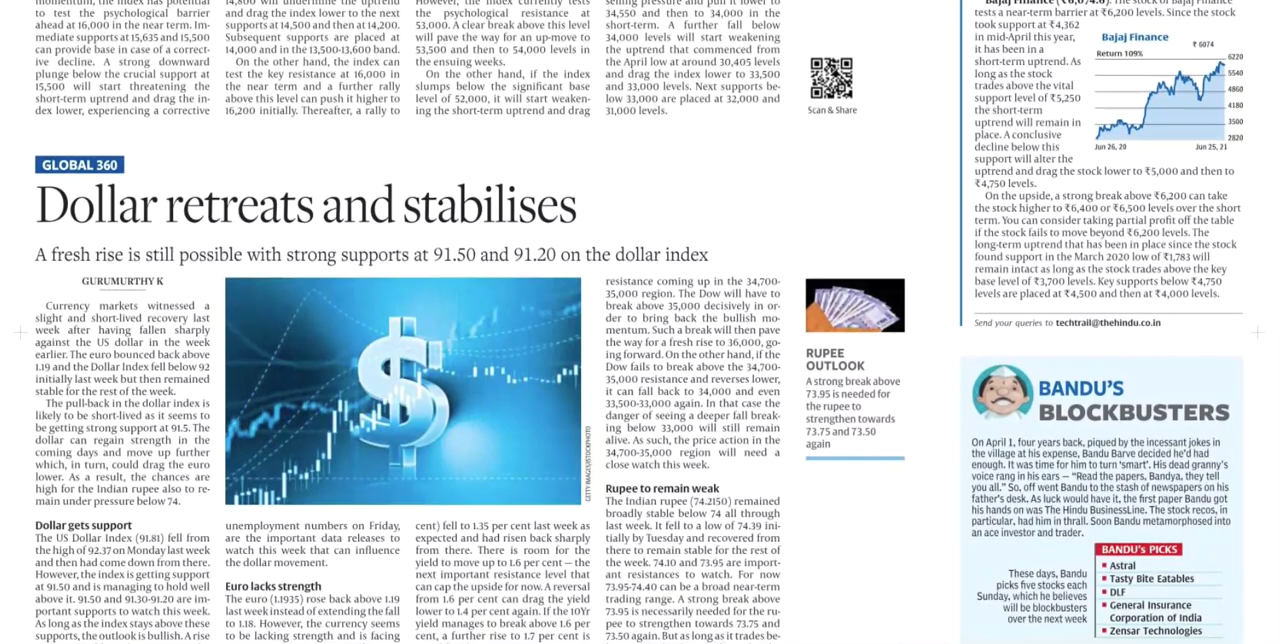 momentum, the index has potential
to test the psychological barrier
ahead at 16,000 in the near term. Im-
mediate supports at 15,635 and 15,500
can provide base in case of a correct-
ive decline. A strong downward
plunge below the crucial support at
15,500 will start threatening the
short-term uptrend and drag the in-
dex lower, experiencing a corrective
14,800 will undermine the uptrend
and drag the index lower to the next
supports at 14,500 and then at 14,200.
Subsequent supports are placed at
14,000 and in the 13,500-13,600 band.
On the other hand, the index can
test the key resistance at 16,000 in
the near term and a further rally
above this level can push it higher to
16,200 initially. Thereafter, a rally to
However, the index currently tests
the psychological resistance at
53,000. A clear break above this level
will pave the way for an up-move to
53,500 and then to 54,000 levels in
the ensuing weeks.
On the other hand, if the index
slumps below the significant base
level of 52,000, it will start weaken-
ing the short-term uptrend and drag
selling pressure and pull it lower to
34,550 and then to 34,000 in the
short-term. A further fall below
34,000 levels will start weakening
the uptrend that commenced from
the April low at around 30,405 levels
and drag the index lower to 33,500
and 33,000 levels. Next supports be-
low 33,000 are placed at 32,000 and
31,000 levels.
Scan & Share
tests a near-term barrier at ₹6,200 levels. Since the stock
took support at ₹4,362
in mid-April this year,
it has been in a
short-term uptrend. As
long as the stock
trades above the vital
support level of ₹5,250
the short-term
uptrend will remain in
place. A conclusive
decline below this
support will alter the
uptrend and drag the stock lower to ₹5,000 and then to
₹4,750 levels.
On the upside, a strong break above ₹6,200 can take
the stock higher to ₹6,400 or ₹6,500 levels over the short
term. You can consider taking partial profit off the table
if the stock fails to move beyond ₹6,200 levels. The
long-term uptrend that has been in place since the stock
found support in the March 2020 low of ₹1,783 will
remain intact as long as the stock trades above the key
base level of ₹3,700 levels. Key supports below ₹4,750
levels are placed at ₹4,500 and then at ₹4,000 levels.
Bajaj Finance
Return 109%
₹ 6074
6220
5540
4860
4180
3500
2820
Jun 26, 20
Jun 25, 21
Send your queries to techtrail@thehindu.co.in
GLOBAL 360
Dollar retreats and stabilises
A fresh rise is still possible with strong supports at 91.50 and 91.20 on the dollar index
GURUMURTHY K
Currency markets witnessed a
slight and short-lived recovery last
week after having fallen sharply
against the US dollar in the week
earlier. The euro bounced back above
1.19 and the Dollar Index fell below 92
initially last week but then remained
stable for the rest of the week.
The pull-back in the dollar index is
likely to be short-lived as it seems to
be getting strong support at 91.5. The
dollar can regain strength in the
coming days and move up further
which, in turn, could drag the euro
lower. As a result, the chances are
high for the Indian rupee also to re-
main under pressure below 74.
Dollar gets support
The US Dollar Index (91.81) fell from
the high of 92.37 on Monday last week
and then had come down from there.
However, the index is getting support
at 91.50 and is managing to hold well
above it. 91.50 and 91.30-91.20 are im-
portant supports to watch this week.
As long as the index stays above these
supports, the outlook is bullish. A rise
GETTY IMAGES/ISTOCKPHOTO
unemployment numbers on Friday,
are the important data releases to
watch this week that can influence
the dollar movement.
Euro lacks strength
The euro (1.1935) rose back above 1.19
last week instead of extending the fall
to 1.18. However, the currency seems
to be lacking strength and is facing
cent) fell to 1.35 per cent last week as
expected and had risen back sharply
from there. There is room for the
yield to move up to 1.6 per cent — the
next important resistance level that
can cap the upside for now. A reversal
from 1.6 per cent can drag the yield
lower to 1.4 per cent again. If the 10Yr
yield manages to break above 1.6 per
cent, a further rise to 1.7 per cent is
resistance coming up in the 34,700-
35,000 region. The Dow will have to
break above 35,000 decisively in or-
der to bring back the bullish mo-
mentum. Such a break will then pave
the way for a fresh rise to 36,000, go-
ing forward. On the other hand, if the
Dow fails to break above the 34,700-
35,000 resistance and reverses lower,
it can fall back to 34,000 and even
33,500-33,000 again. In that case the
danger of seeing a deeper fall break-
ing below 33,000 will still remain
alive. As such, the price action in the
34,700-35,000 region will need a
close watch this week.
Rupee to remain weak
The Indian rupee (74.2150) remained
broadly stable below 74 all through
last week. It fell to a low of 74.39 ini-
tially by Tuesday and recovered from
there to remain stable for the rest of
the week. 74.10 and 73.95 are import-
ant resistances to watch. For now
73.95-74.40 can be a broad near-term
trading range. A strong break above
73.95 is necessarily needed for the ru-
pee to strengthen towards 73.75 and
73.50 again. But as long as it trades be-
RUPEE
OUTLOOK
A strong break above
73.95 is needed for
the rupee to
strengthen towards
73.75 and 73.50
again
BANDU'S
BLOCKBUSTERS
On April 1, four years back, piqued by the incessant jokes in
the village at his expense, Bandu Barve decided he'd had
enough. It was time for him to turn 'smart'. His dead granny's
voice rang in his ears — "Read the papers, Bandya, they tell
you all." So, off went Bandu to the stash of newspapers on his
father's desk. As luck would have it, the first paper Bandu got
his hands on was The Hindu BusinessLine. The stock recos, in
particular, had him in thrall. Soon Bandu metamorphosed into
an ace investor and trader.
These days, Bandu
picks five stocks each
Sunday, which he believes
will be blockbusters
over the next week
BANDU's PICKS
Astral
Tasty Bite Eatables
DLF
General Insurance
Corporation of India
Zensar Technologies